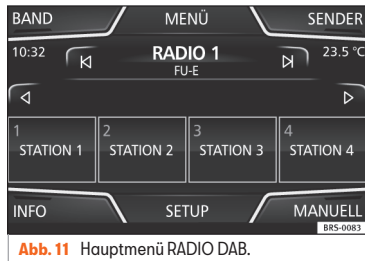 BAND MENÜ SENDER
10:32 RADIO 1 23.5 °C
FU-E
1 2 3 4
STATION 1 STATION 2 STATION 3 STATION 4
INFO SETUP MANUELL
BRS-0083
Abb. 11 Hauptmenü RADIO DAB.